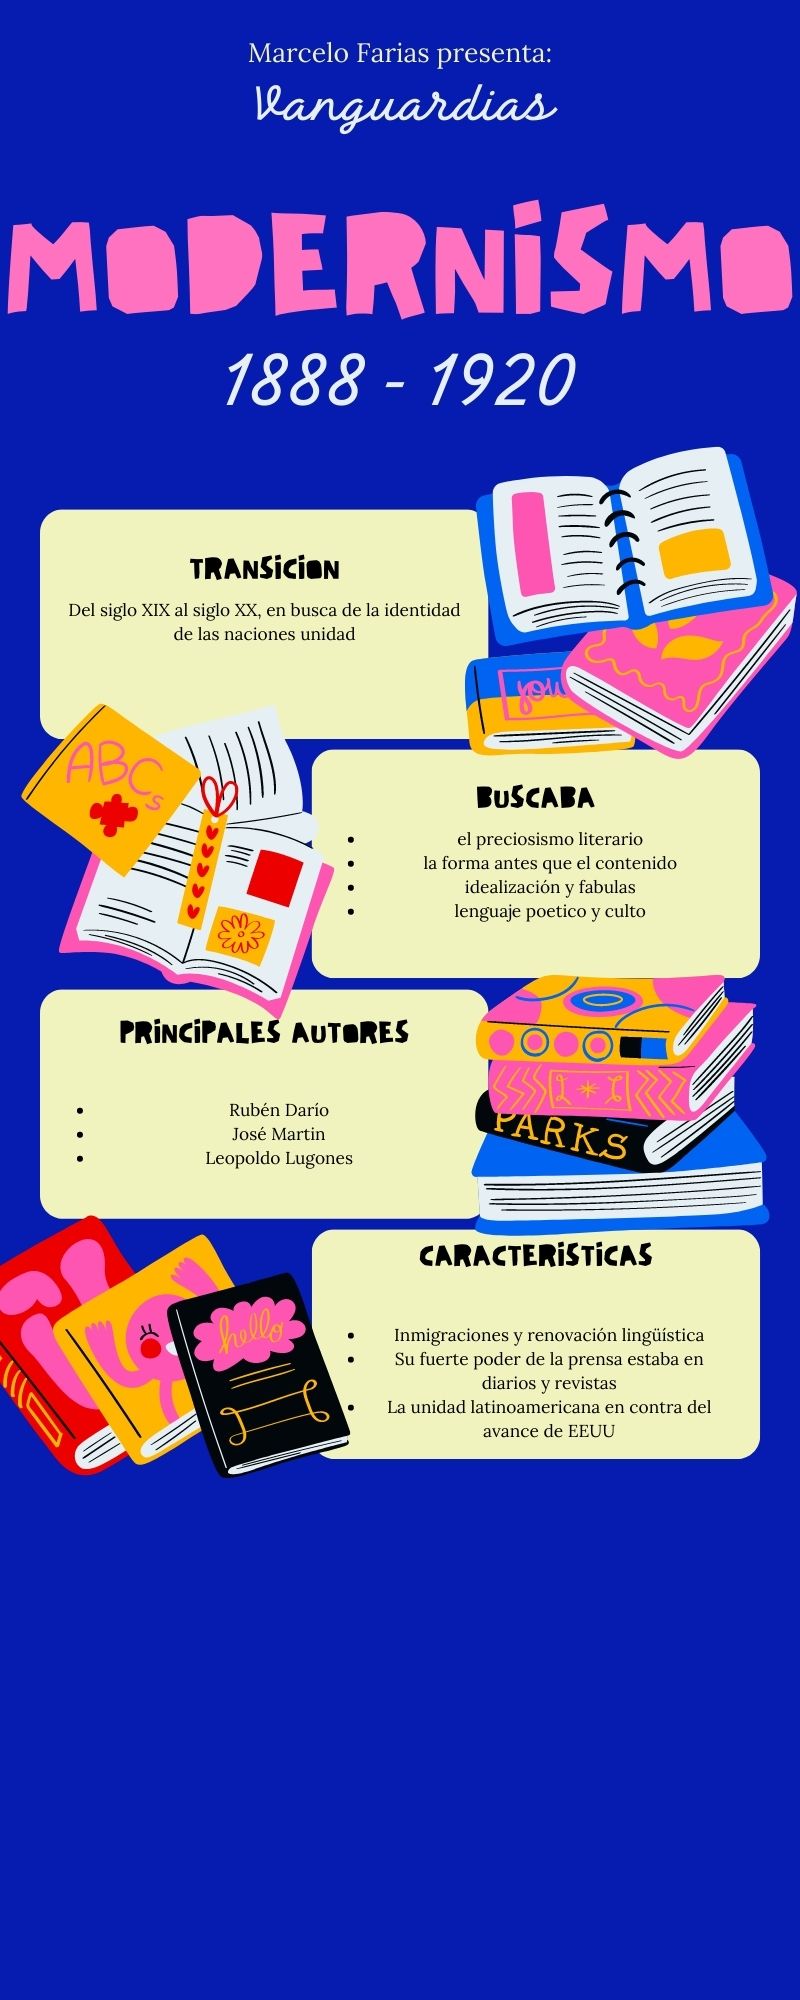 Marcelo Farias presenta:
Vanguardias
MODERNISMO
1888 - 1920
TRANSICION
Del siglo XIX al siglo XX, en busca de la identidad
de las naciones unidad
ABCs
BUSCABA
• el preciosismo literario
• la forma antes que el contenido
• idealización y fabulas
• lenguaje poetico y culto
PRINCIPALES AUTORES
• Rubén Darío
• José Martin
• Leopoldo Lugones
PARKS
CARACTERISTICAS
hello
• Inmigraciones y renovación lingüística
• Su fuerte poder de la prensa estaba en
diarios y revistas
• La unidad latinoamericana en contra del
avance de EEUU